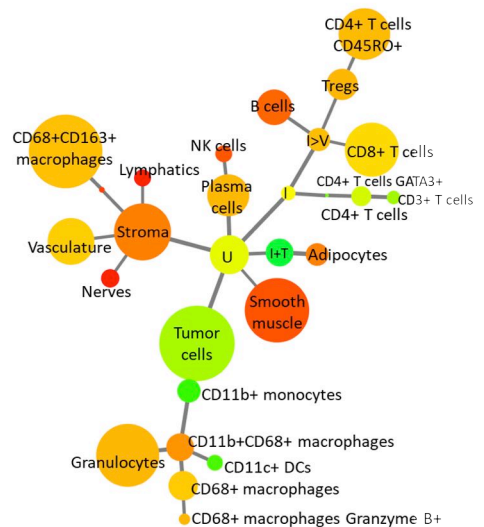 CD4+ T cells
CD45RO+
Tregs
B cells
I>V
CD8+ T cells
NK cells
CD68+CD163+
macrophages
Lymphatics
Plasma
cells
I
CD4+ T cells GATA3+
CD3+ T cells
CD4+ T cells
Stroma
Vasculature
U
I+T
Adipocytes
Nerves
Smooth
muscle
Tumor
cells
CD11b+ monocytes
CD11b+CD68+ macrophages
Granulocytes
CD11c+ DCs
CD68+ macrophages
CD68+ macrophages Granzyme B+